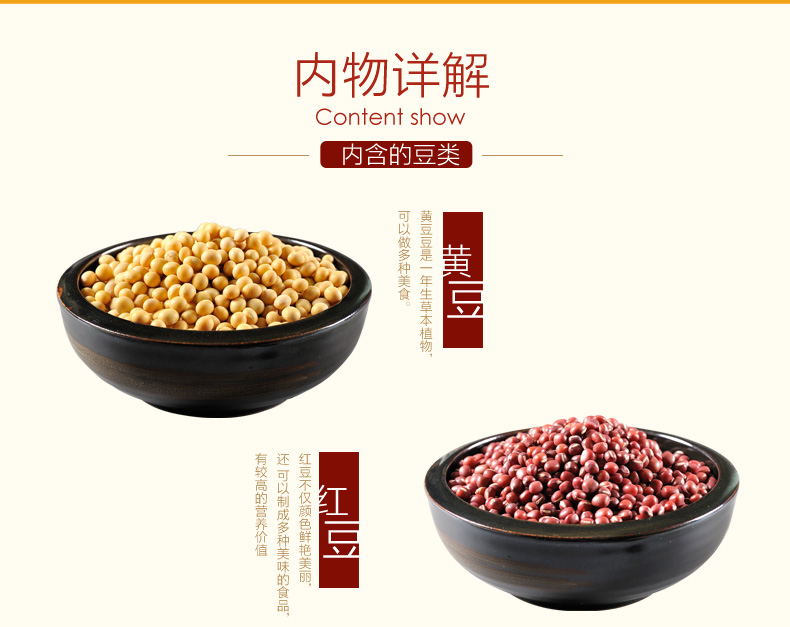 内物详解
Content show
内含的豆类
黄豆
黄豆豆是一年生草本植物，
可以做多种美食。
红豆
红豆不仅颜色鲜艳美丽，
还可以制成多种美味的食品，
有较高的营养价值